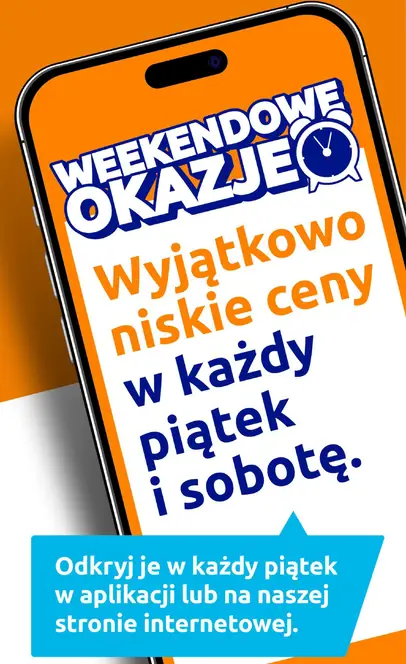 WEEKENDOWE
OKAZJE
Wyjątkowo
niskie ceny
w każdy
piątek
i sobotę.
Odkryj je w każdy piątek
w aplikacji lub na naszej
stronie internetowej.